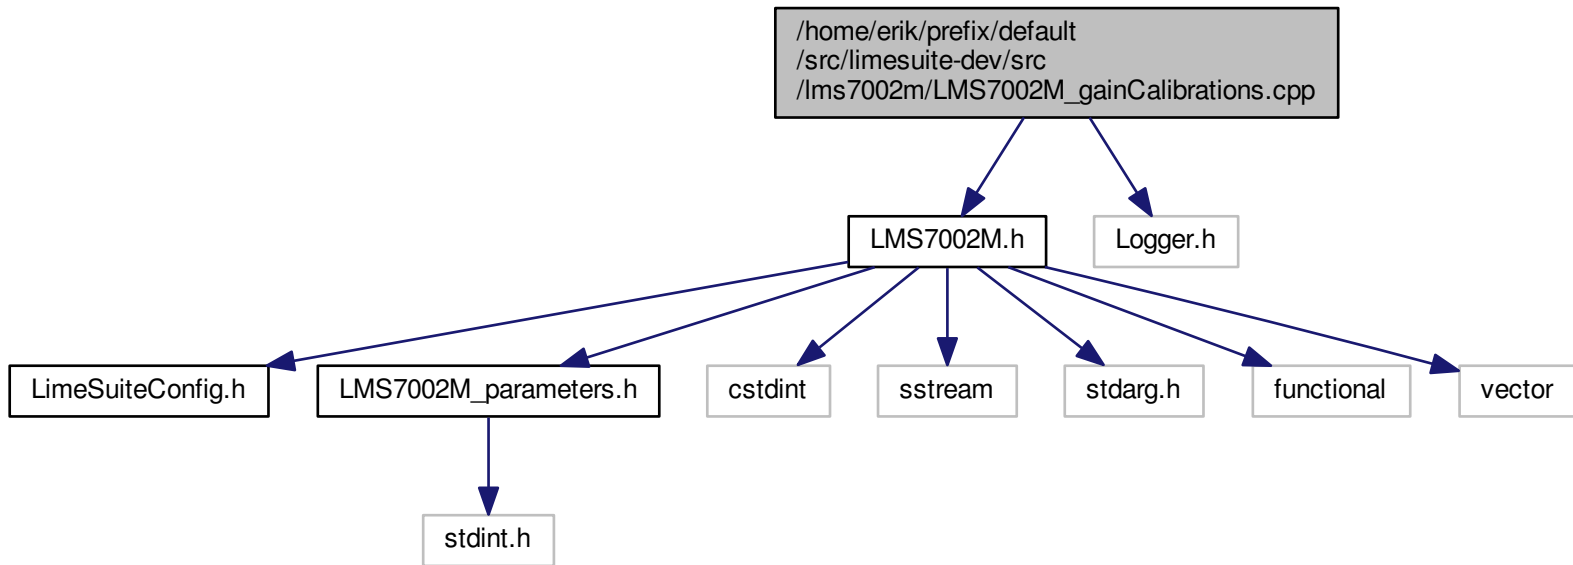 /home/erik/prefix/default
/src/limesuite-dev/src
/lms7002m/LMS7002M_gainCalibrations.cpp
LMS7002M.h
Logger.h
LimeSuiteConfig.h
LMS7002M_parameters.h
cstdint
sstream
stdarg.h
functional
vector
stdint.h